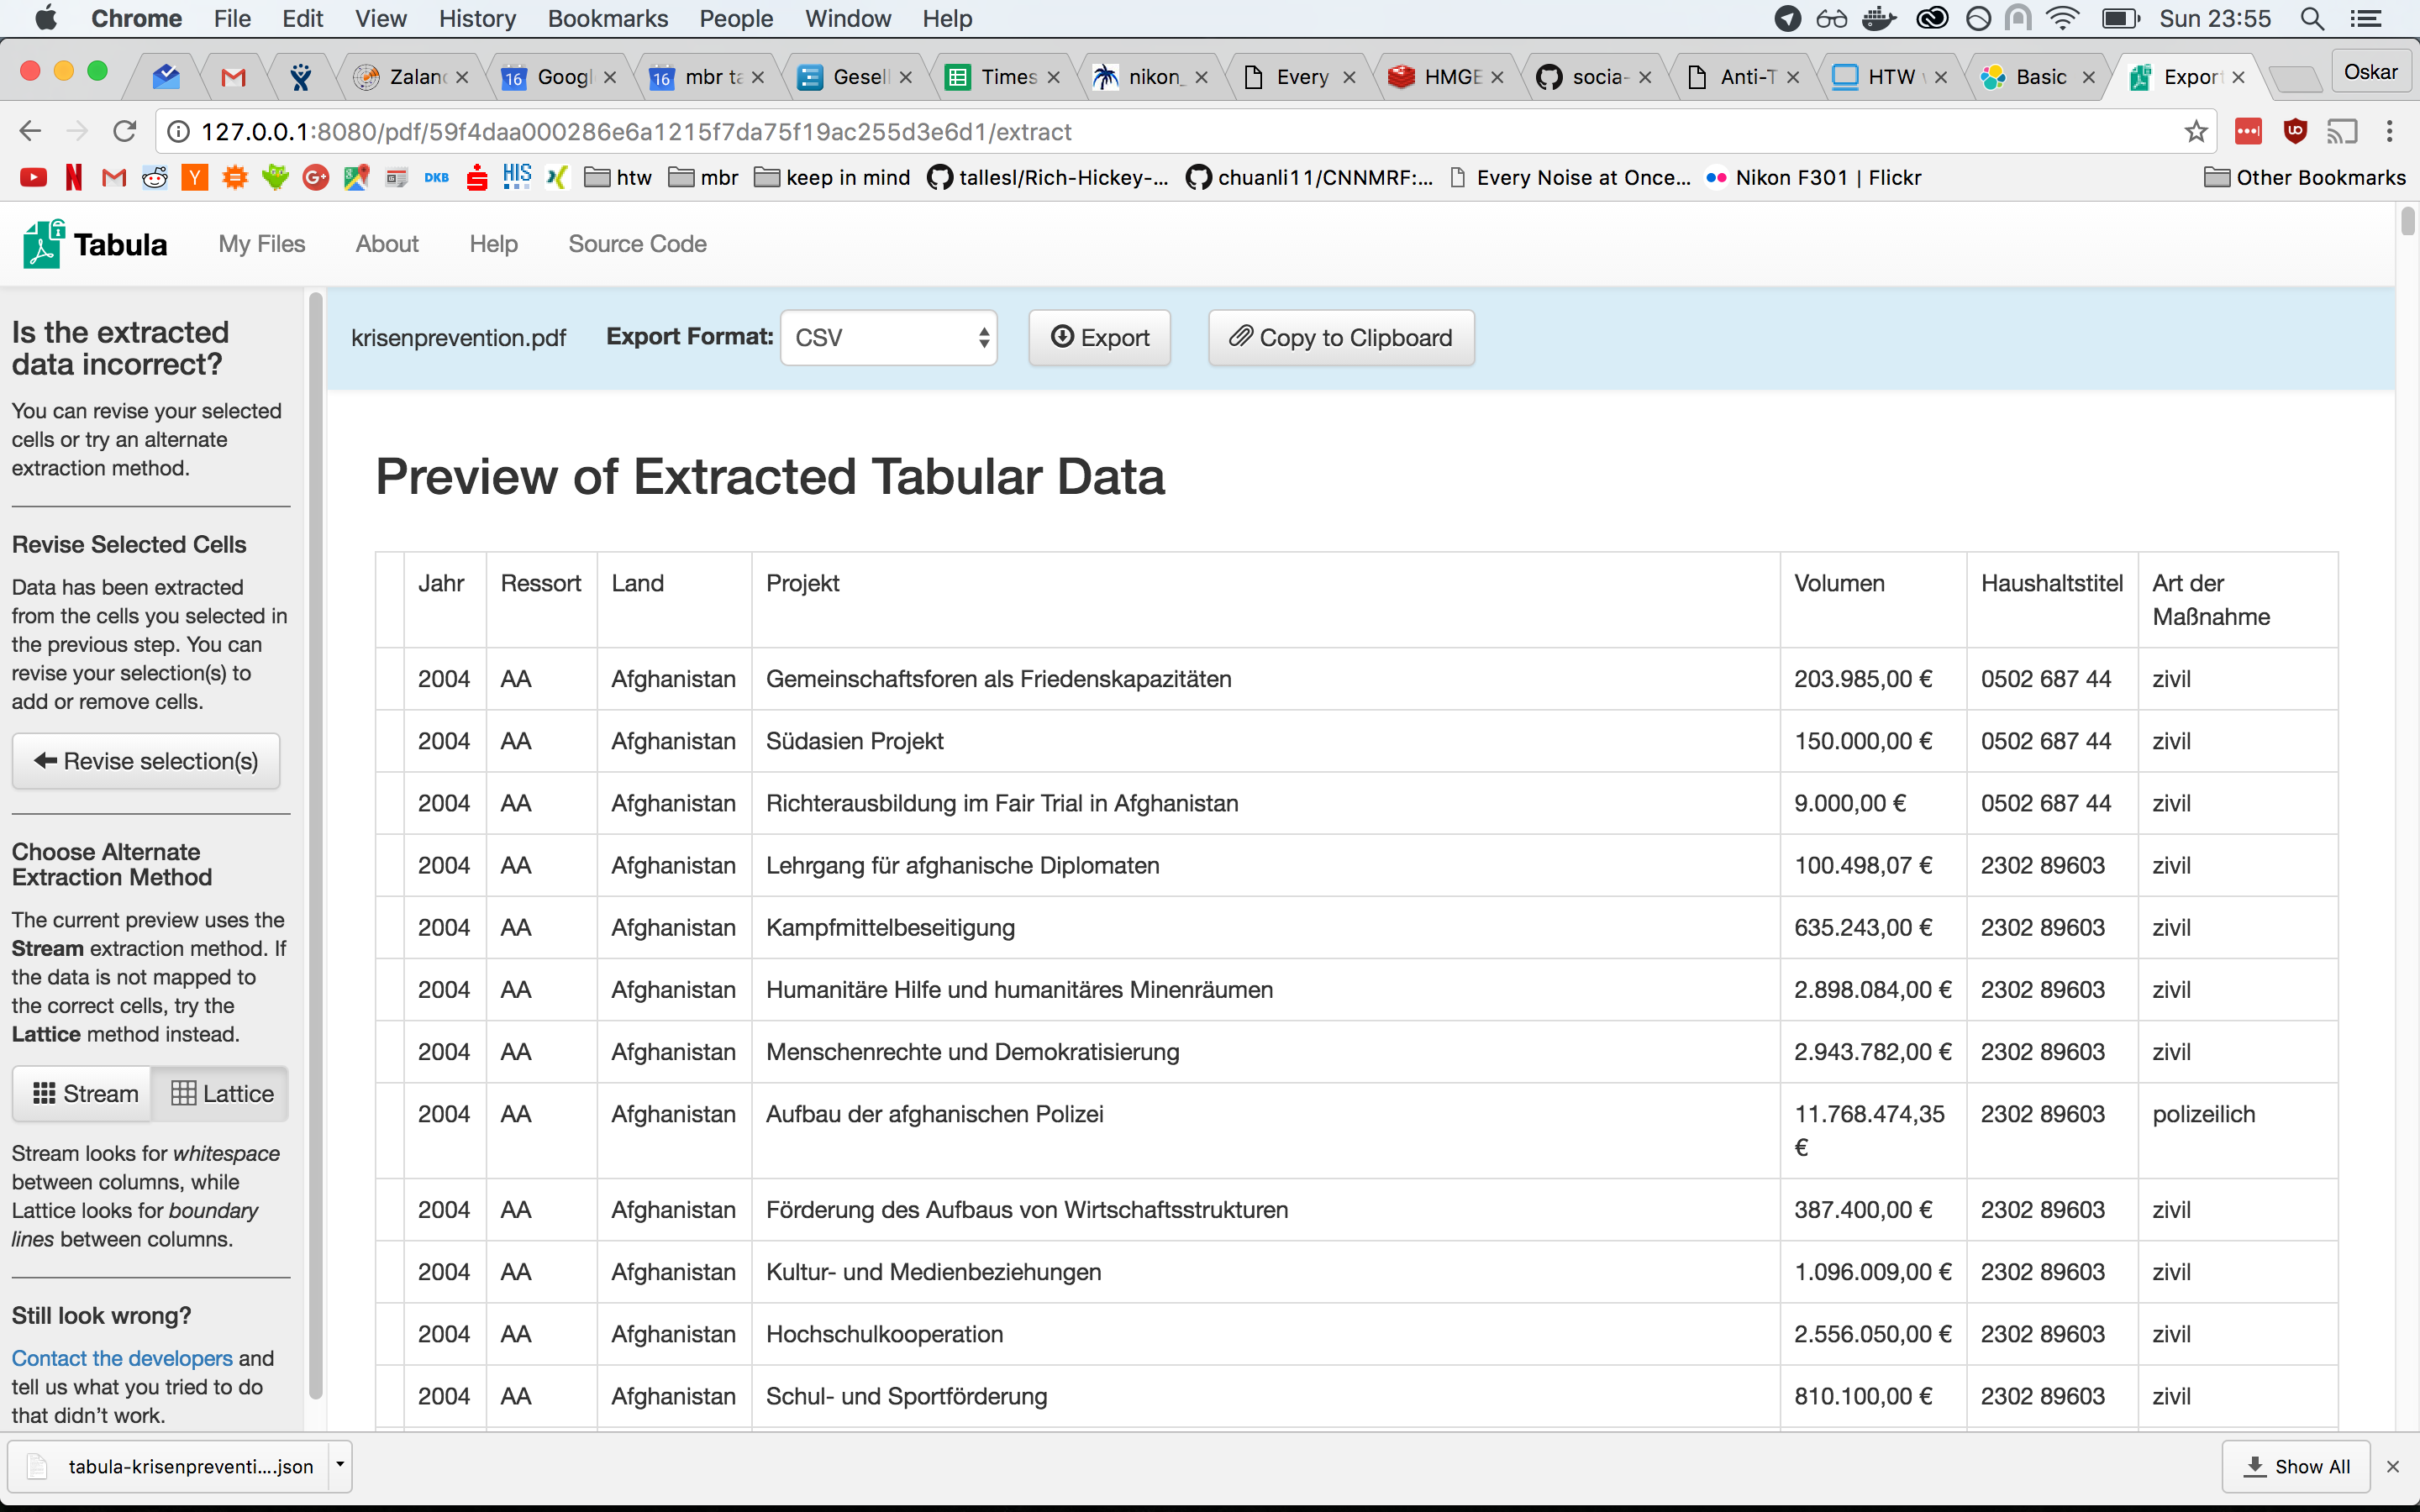 Chrome File Edit View History Bookmarks People Window Help Sun 23:55
Zalan Googl mbr ta Gesell Times nikon_ Every HMGE socia- Anti-T HTW Basic Export Oskar
127.0.0.1:8080/pdf/59f4daa000286e6a1215f7da75f19ac255d3e6d1/extract
DKB HIS htw mbr keep in mind tallesl/Rich-Hickey-... chuanli11/CNNMRF:... Every Noise at Once... Nikon F301 | Flickr Other Bookmarks
Tabula My Files About Help Source Code
Is the extracted
data incorrect?
You can revise your selected
cells or try an alternate
extraction method.
Revise Selected Cells
Data has been extracted
from the cells you selected in
the previous step. You can
revise your selection(s) to
add or remove cells.
Revise selection(s)
Choose Alternate
Extraction Method
The current preview uses the
Stream extraction method. If
the data is not mapped to
the correct cells, try the
Lattice method instead.
Stream Lattice
Stream looks for whitespace
between columns, while
Lattice looks for boundary
lines between columns.
Still look wrong?
Contact the developers and
tell us what you tried to do
that didn't work.
krisenprevention.pdf Export Format: CSV Export Copy to Clipboard
Preview of Extracted Tabular Data
Jahr Ressort Land Projekt Volumen Haushaltstitel Art der
Maßnahme
2004 AA Afghanistan Gemeinschaftsforen als Friedenskapazitäten 203.985,00 € 0502 687 44 zivil
2004 AA Afghanistan Südasien Projekt 150.000,00 € 0502 687 44 zivil
2004 AA Afghanistan Richterausbildung im Fair Trial in Afghanistan 9.000,00 € 0502 687 44 zivil
2004 AA Afghanistan Lehrgang für afghanische Diplomaten 100.498,07 € 2302 89603 zivil
2004 AA Afghanistan Kampfmittelbeseitigung 635.243,00 € 2302 89603 zivil
2004 AA Afghanistan Humanitäre Hilfe und humanitäres Minenräumen 2.898.084,00 € 2302 89603 zivil
2004 AA Afghanistan Menschenrechte und Demokratisierung 2.943.782,00 € 2302 89603 zivil
2004 AA Afghanistan Aufbau der afghanischen Polizei 11.768.474,35 2302 89603 polizeilich
€
2004 AA Afghanistan Förderung des Aufbaus von Wirtschaftsstrukturen 387.400,00 € 2302 89603 zivil
2004 AA Afghanistan Kultur- und Medienbeziehungen 1.096.009,00 € 2302 89603 zivil
2004 AA Afghanistan Hochschulkooperation 2.556.050,00 € 2302 89603 zivil
2004 AA Afghanistan Schul- und Sportförderung 810.100,00 € 2302 89603 zivil
tabula-krisenpreventi....json Show All